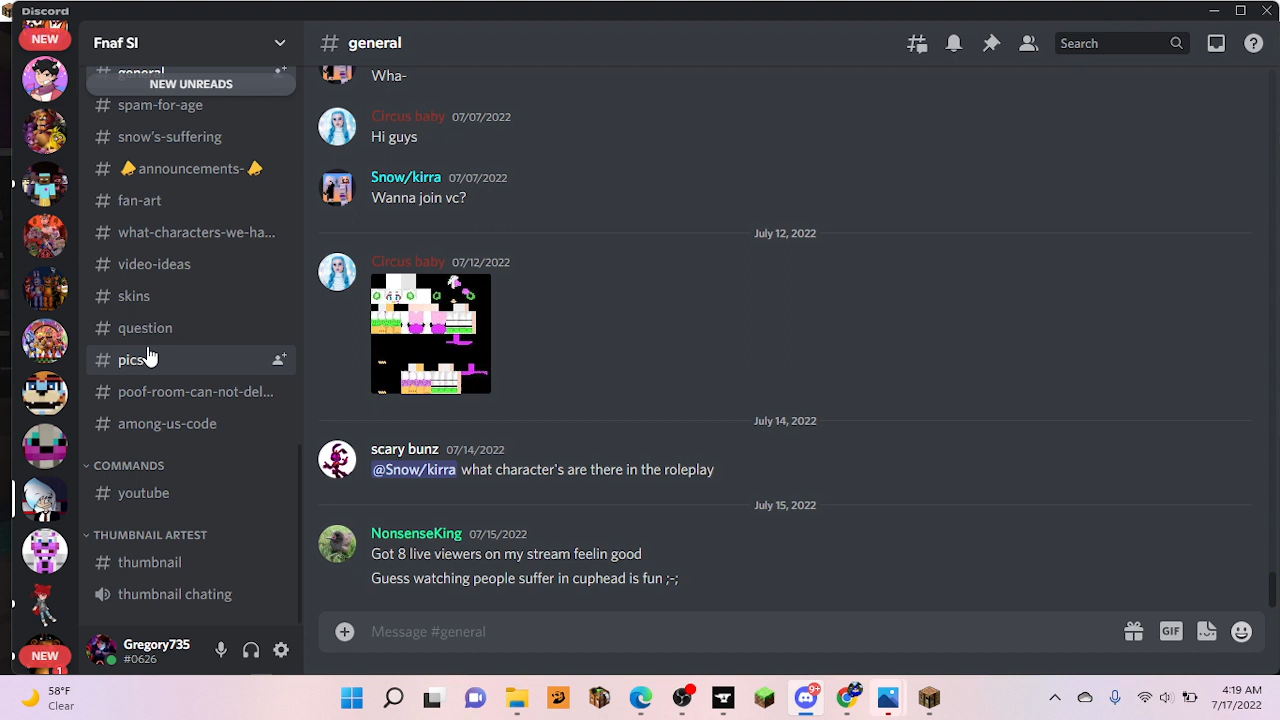 Discord
NEW
Fnaf SI
general
NEW UNREADS
spam-for-age
snow's-suffering
announcements-
fan-art
what-characters-we-ha...
video-ideas
skins
question
pics
poof-room-can-not-del...
among-us-code
COMMANDS
youtube
THUMBNAIL ARTEST
thumbnail
thumbnail chating
NEW
Gregory735
#0626
general
Search
Wha-
Circus baby 07/07/2022
Hi guys
Snow/kirra 07/07/2022
Wanna join vc?
July 12, 2022
Circus baby 07/12/2022
July 14, 2022
scary bunz 07/14/2022
@Snow/kirra what character's are there in the roleplay
July 15, 2022
NonsenseKing 07/15/2022
Got 8 live viewers on my stream feelin good
Guess watching people suffer in cuphead is fun ;-;
Message #general
GIF
58°F
Clear
9+
4:19 AM
7/17/2022